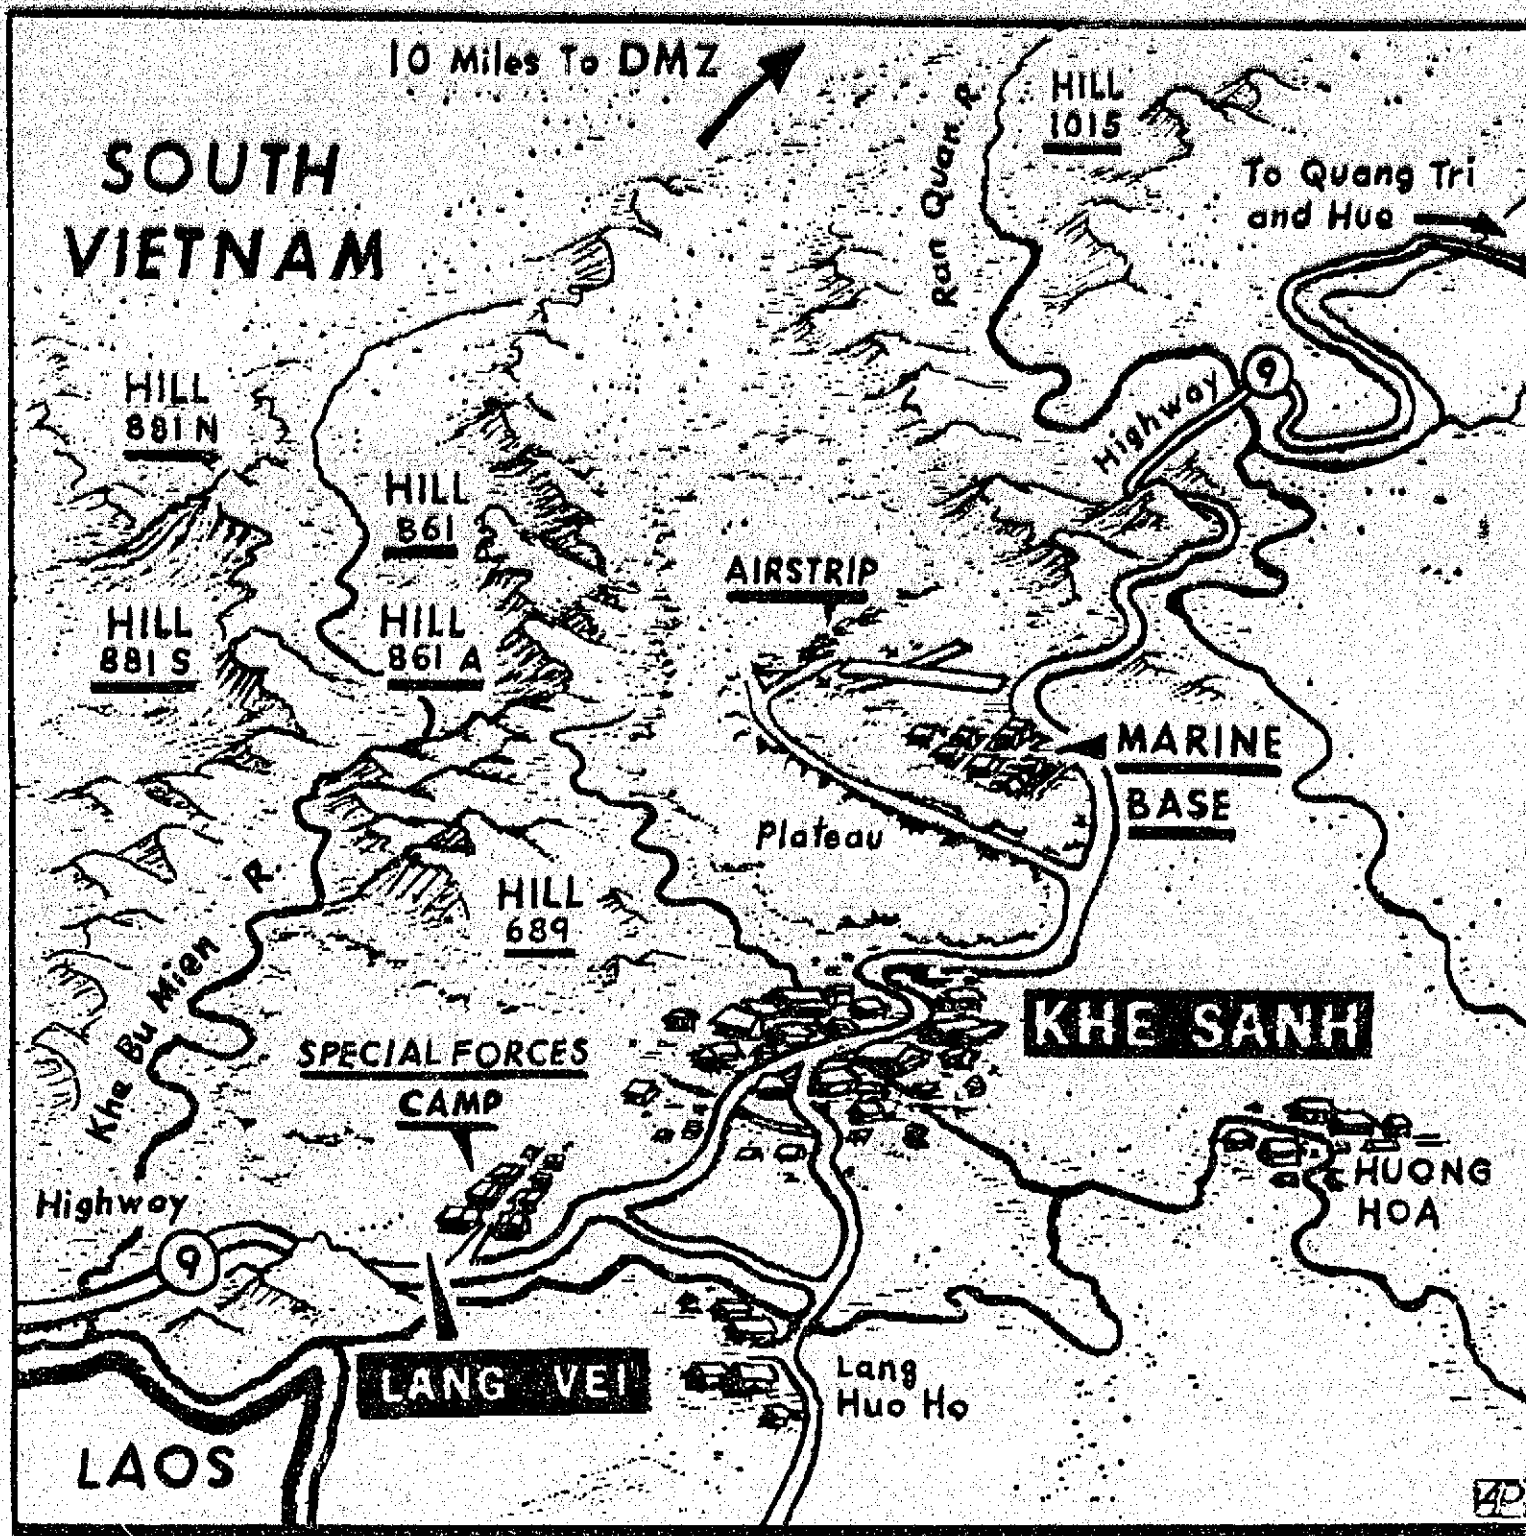 10 Miles To DMZ
SOUTH
VIETNAM
Ran Quan R.
HILL
1015
To Quang Tri
and Hue
HILL
881 N
HILL
861
Highway
9
AIRSTRIP
HILL
881 S
HILL
861 A
MARINE
BASE
Plateau
HILL
689
Khe Bu Mien R.
KHE SANH
SPECIAL FORCES
CAMP
HUONG
HOA
Highway
9
LANG VEI
Lang
Huo Ho
LAOS
AP